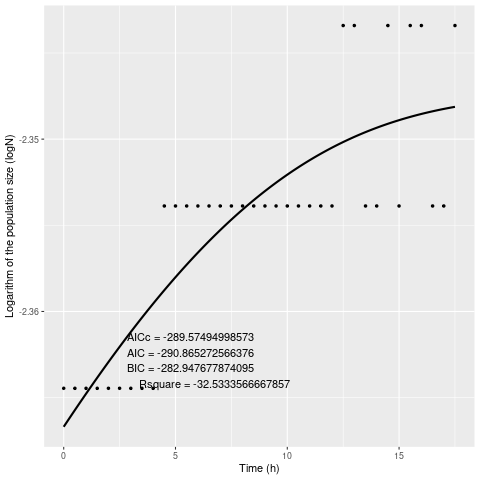 -2.35
-2.36
Logarithm of the population size (logN)
AICc = -289.57494998573
AIC = -290.865272566376
BIC = -282.947677874095
Rsquare = -32.5333566667857
0 5 10 15
Time (h)